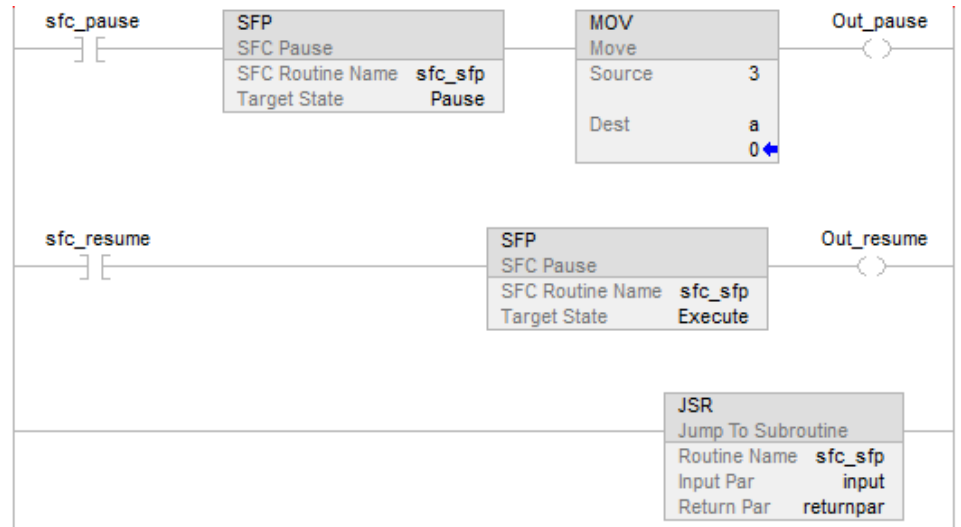 sfc_pause SFP MOV Out_pause
SFC Pause Move
SFC Routine Name sfc_sfp Source 3
Target State Pause
Dest a
0
sfc_resume SFP Out_resume
SFC Pause
SFC Routine Name sfc_sfp
Target State Execute
JSR
Jump To Subroutine
Routine Name sfc_sfp
Input Par input
Return Par returnpar